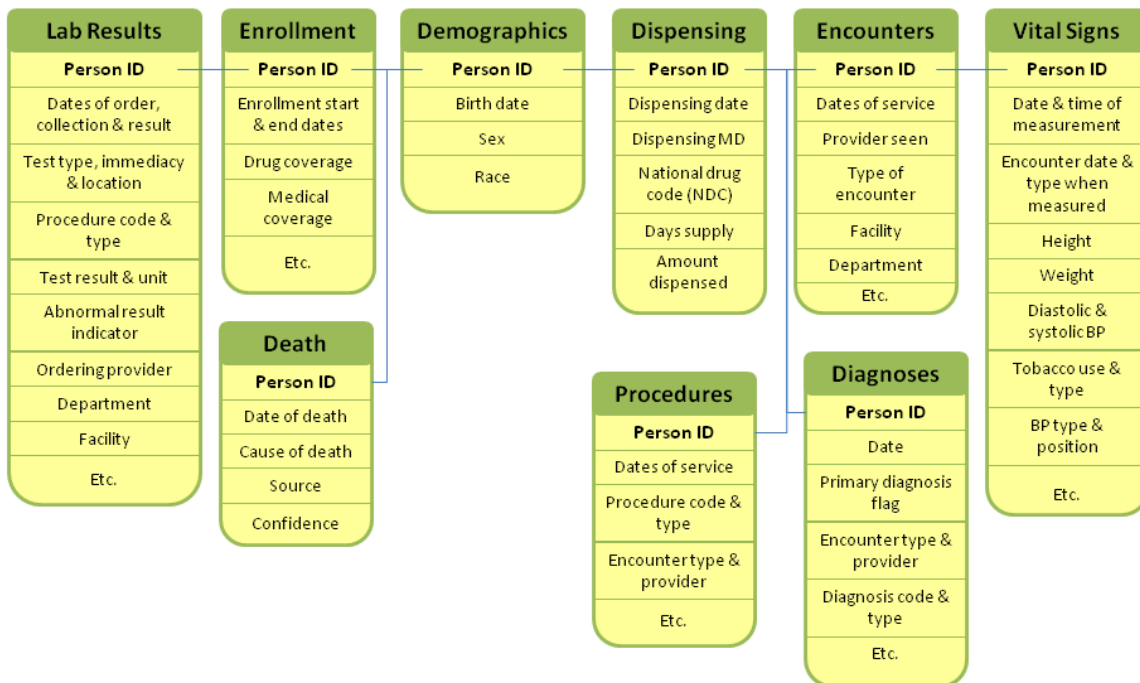 Lab Results
Person ID
Dates of order,
collection & result
Test type, immediacy
& location
Procedure code &
type
Test result & unit
Abnormal result
indicator
Ordering provider
Department
Facility
Etc.
Enrollment
Person ID
Enrollment start
& end dates
Drug coverage
Medical
coverage
Etc.
Death
Person ID
Date of death
Cause of death
Source
Confidence
Demographics
Person ID
Birth date
Sex
Race
Dispensing
Person ID
Dispensing date
Dispensing MD
National drug
code (NDC)
Days supply
Amount
dispensed
Procedures
Person ID
Dates of service
Procedure code &
type
Encounter type &
provider
Etc.
Encounters
Person ID
Dates of service
Provider seen
Type of
encounter
Facility
Department
Etc.
Diagnoses
Person ID
Date
Primary diagnosis
flag
Encounter type &
provider
Diagnosis code &
type
Etc.
Vital Signs
Person ID
Date & time of
measurement
Encounter date &
type when
measured
Height
Weight
Diastolic &
systolic BP
Tobacco use &
type
BP type &
position
Etc.